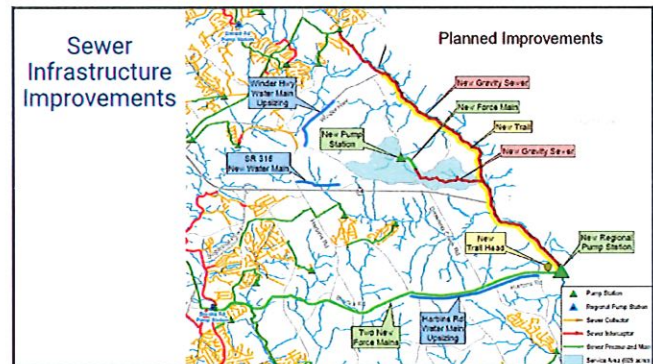 Sewer
Infrastructure
Improvements
Planned Improvements
Pump Station
Winder Hwy
Water Main
Upsizing
New Gravity Sewer
New Force Main
New Trail
New Pump
Station
New Gravity Sewer
SR 316
New Water Main
New
Trail Head
New Regional
Pump Station
Harbins Rd
Water Main
Upsizing
Two New
Force Mains
Pump Station
Regional Pump Station
Sewer Collector
Sewer Interceptor